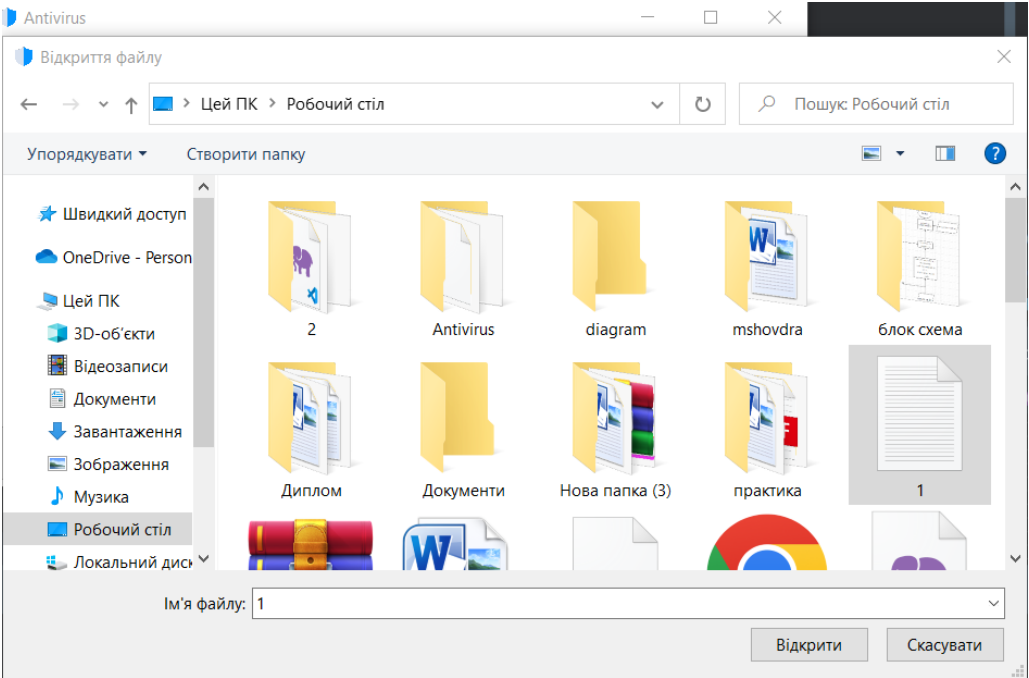 Antivirus
Відкриття файлу
Цей ПК > Робочий стіл
Пошук: Робочий стіл
Упорядкувати
Створити папку
?
Швидкий доступ
OneDrive - Person
Цей ПК
3D-об'єкти
Відеозаписи
Документи
Завантаження
Зображення
Музика
Робочий стіл
Локальний диск
2
Antivirus
diagram
mshovdra
блок схема
Диплом
Документи
Нова папка (3)
практика
1
Ім'я файлу: 1
Відкрити
Скасувати